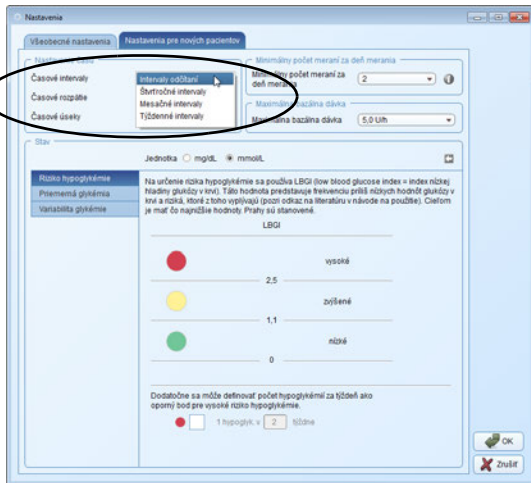 Nastavenia
Všeobecné nastavenia
Nastavenia pre nových pacientov
Nastavenie času
Minimálny počet meraní za deň merania
Časové intervaly
Intervaly odčítaní
Štvrťročné intervaly
Mesačné intervaly
Týždenné intervaly
Časové rozpätie
Časové úseky
Minimálny počet meraní za
deň merania
2
Maximálna bazálna dávka
Maximálna bazálna dávka
5,0 U/h
Stav
Jednotka
mg/dL
mmol/L
Riziko hypoglykémie
Priemerná glykémia
Variabilita glykémie
Na určenie rizika hypoglykémie sa používa LBGI (low blood glucose index = index nízkej
hladiny glukózy v krvi). Táto hodnota predstavuje frekvenciu príliš nízkych hodnôt glukózy v
krvi a riziká, ktoré z toho vyplývajú (pozri odkaz na literatúru v návode na použitie). Cieľom
je mať čo najnižšie hodnoty. Prahy sú stanovené.
LBGI
vysoké
2,5
zvýšené
1,1
nízke
0
Dodatočne sa môže definovať počet hypoglykémií za týždeň ako
oporný bod pre vysoké riziko hypoglykémie.
1 hypoglyk. v
2
týždne
OK
Zrušiť